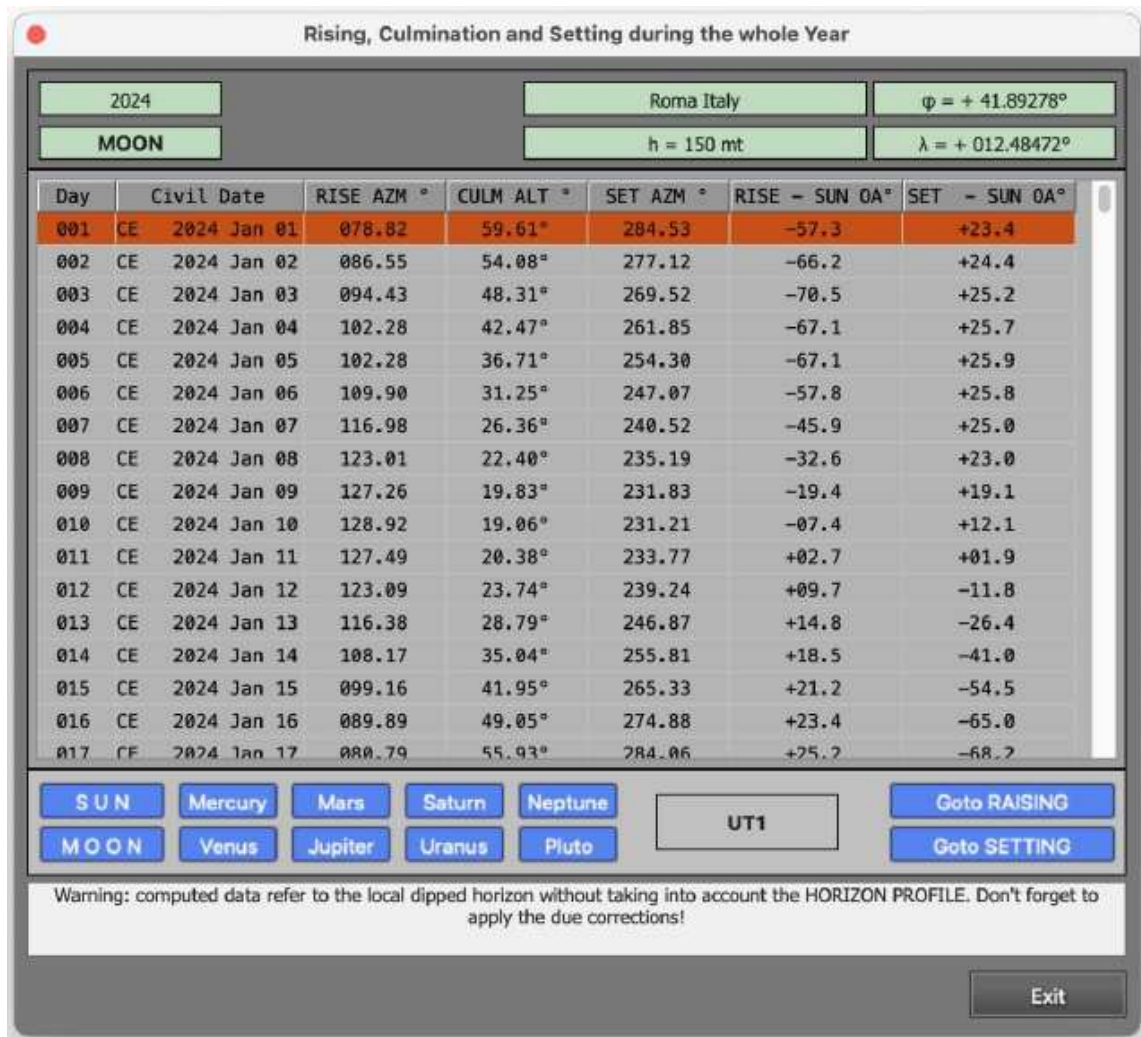 Rising, Culmination and Setting during the whole Year
2024 Roma Italy φ = + 41.89278°
MOON h = 150 mt λ = + 012.48472°
Day Civil Date RISE AZM ° CULM ALT ° SET AZM ° RISE - SUN OA° SET - SUN OA°
001 CE 2024 Jan 01 078.82 59.61° 284.53 -57.3 +23.4
002 CE 2024 Jan 02 086.55 54.08° 277.12 -66.2 +24.4
003 CE 2024 Jan 03 094.43 48.31° 269.52 -70.5 +25.2
004 CE 2024 Jan 04 102.28 42.47° 261.85 -67.1 +25.7
005 CE 2024 Jan 05 102.28 36.71° 254.30 -67.1 +25.9
006 CE 2024 Jan 06 109.90 31.25° 247.07 -57.8 +25.8
007 CE 2024 Jan 07 116.98 26.36° 240.52 -45.9 +25.0
008 CE 2024 Jan 08 123.01 22.40° 235.19 -32.6 +23.0
009 CE 2024 Jan 09 127.26 19.83° 231.83 -19.4 +19.1
010 CE 2024 Jan 10 128.92 19.06° 231.21 -07.4 +12.1
011 CE 2024 Jan 11 127.49 20.38° 233.77 +02.7 +01.9
012 CE 2024 Jan 12 123.09 23.74° 239.24 +09.7 -11.8
013 CE 2024 Jan 13 116.38 28.79° 246.87 +14.8 -26.4
014 CE 2024 Jan 14 108.17 35.04° 255.81 +18.5 -41.0
015 CE 2024 Jan 15 099.16 41.95° 265.33 +21.2 -54.5
016 CE 2024 Jan 16 089.89 49.05° 274.88 +23.4 -65.0
017 CE 2024 Jan 17 080.79 55.93° 284.06 +25.2 -68.2
SUN Mercury Mars Saturn Neptune UT1 Goto RAISING
MOON Venus Jupiter Uranus Pluto Goto SETTING
Warning: computed data refer to the local dipped horizon without taking into account the HORIZON PROFILE. Don't forget to
apply the due corrections!
Exit